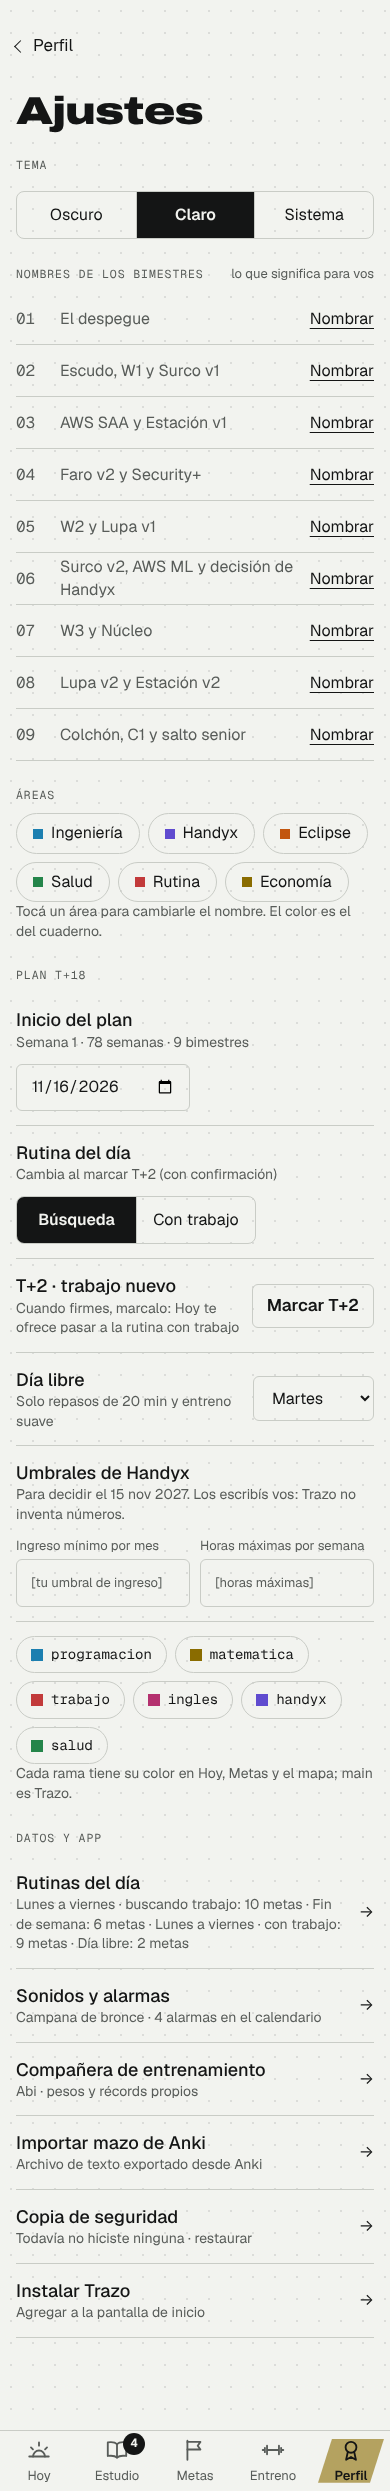 Perfil
Ajustes
TEMA
Oscuro Claro Sistema
NOMBRES DE LOS BIMESTRES lo que significa para vos
01 El despegue Nombrar
02 Escudo, W1 y Surco v1 Nombrar
03 AWS SAA y Estación v1 Nombrar
04 Faro v2 y Security+ Nombrar
05 W2 y Lupa v1 Nombrar
06 Surco v2, AWS ML y decisión de
Handyx Nombrar
07 W3 y Núcleo Nombrar
08 Lupa v2 y Estación v2 Nombrar
09 Colchón, C1 y salto senior Nombrar
ÁREAS
Ingeniería Handyx Eclipse
Salud Rutina Economía
Tocá un área para cambiarle el nombre. El color es el
del cuaderno.
PLAN T+18
Inicio del plan
Semana 1 · 78 semanas · 9 bimestres
11/16/2026
Rutina del día
Cambia al marcar T+2 (con confirmación)
Búsqueda Con trabajo
T+2 · trabajo nuevo
Cuando firmes, marcalo: Hoy te
ofrece pasar a la rutina con trabajo
Marcar T+2
Día libre
Solo repasos de 20 min y entreno
suave
Martes
Umbrales de Handyx
Para decidir el 15 nov 2027. Los escribís vos: Trazo no
inventa números.
Ingreso mínimo por mes Horas máximas por semana
[tu umbral de ingreso] [horas máximas]
programacion matematica
trabajo ingles handyx
salud
Cada rama tiene su color en Hoy, Metas y el mapa; main
es Trazo.
DATOS Y APP
Rutinas del día
Lunes a viernes · buscando trabajo: 10 metas · Fin
de semana: 6 metas · Lunes a viernes · con trabajo:
9 metas · Día libre: 2 metas
Sonidos y alarmas
Campana de bronce · 4 alarmas en el calendario
Compañera de entrenamiento
Abi · pesos y récords propios
Importar mazo de Anki
Archivo de texto exportado desde Anki
Copia de seguridad
Todavía no hiciste ninguna · restaurar
Instalar Trazo
Agregar a la pantalla de inicio
4
Hoy Estudio Metas Entreno Perfil